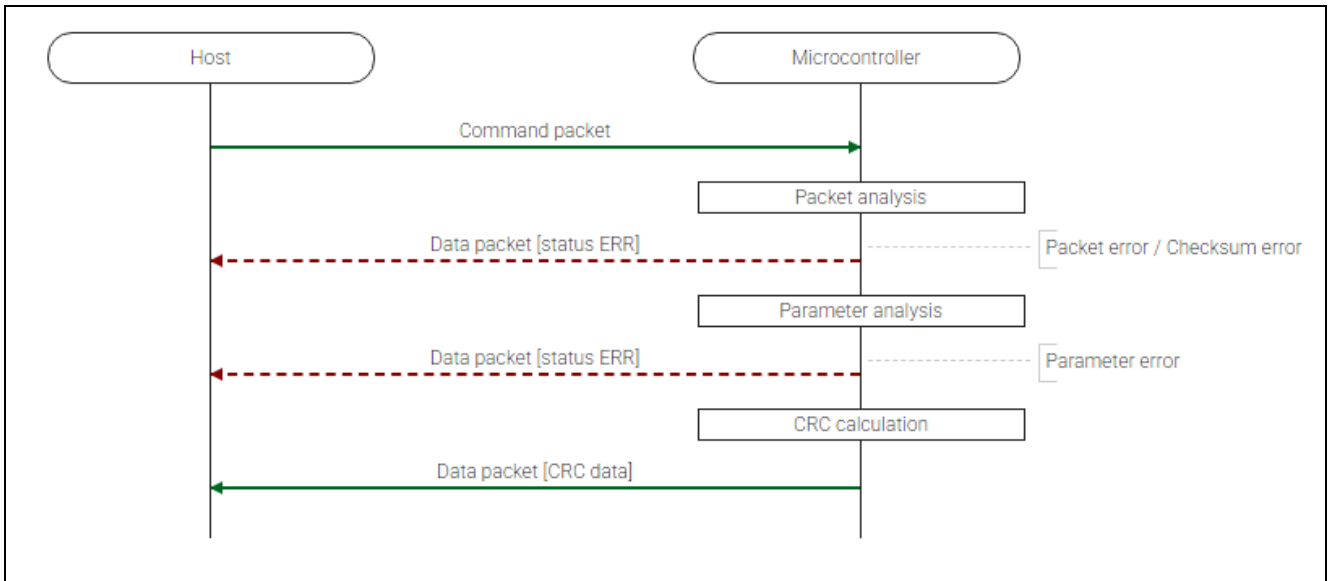 Host
Microcontroller
Command packet
Packet analysis
Data packet [status ERR]
Packet error / Checksum error
Parameter analysis
Data packet [status ERR]
Parameter error
CRC calculation
Data packet [CRC data]